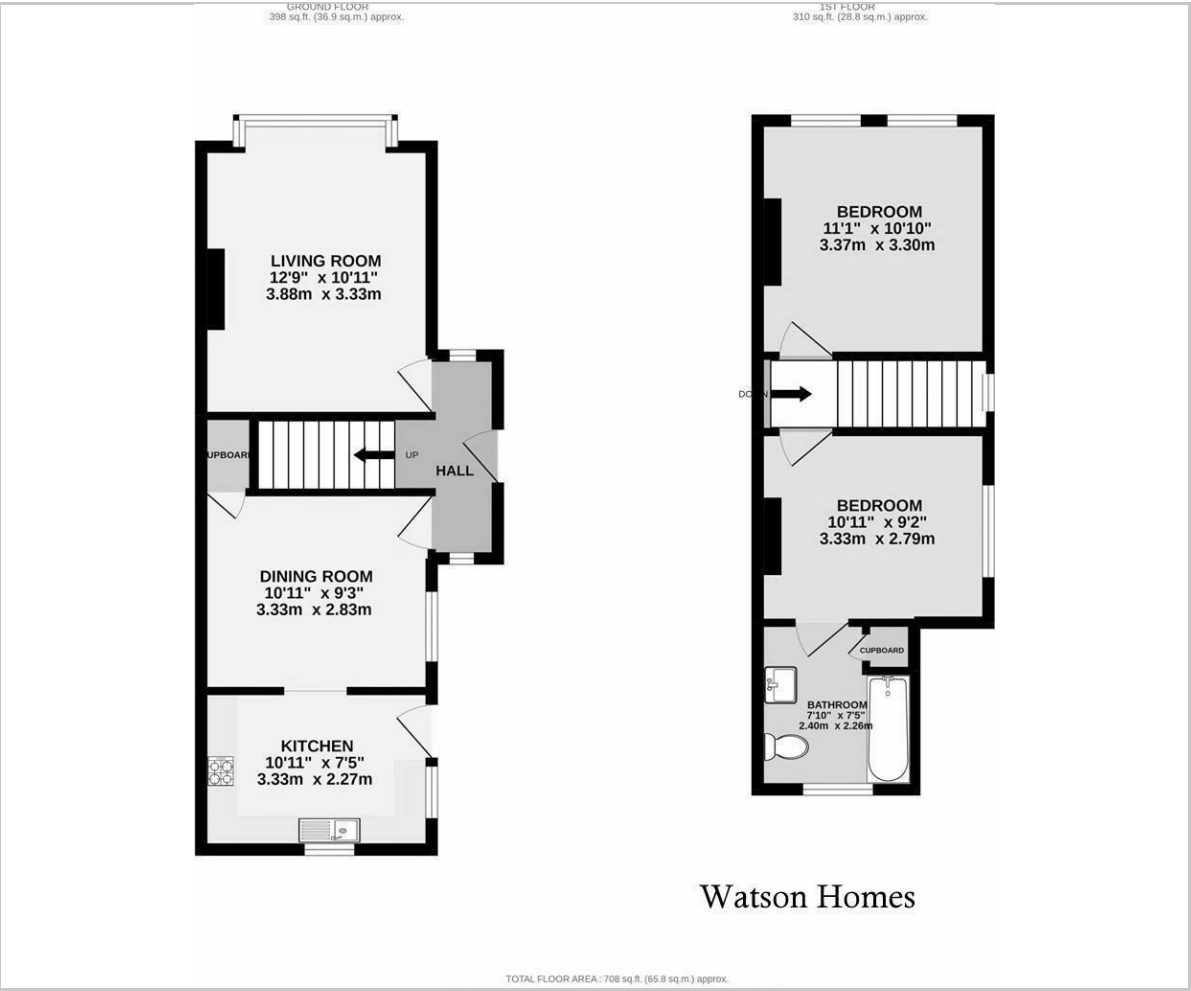 GROUND FLOOR
398 sq.ft. (36.9 sq.m.) approx.
1ST FLOOR
310 sq.ft. (28.8 sq.m.) approx.
LIVING ROOM
12'9" x 10'11"
3.88m x 3.33m
UPBOAR
UP
HALL
DINING ROOM
10'11" x 9'3"
3.33m x 2.83m
KITCHEN
10'11" x 7'5"
3.33m x 2.27m
BEDROOM
11'1" x 10'10"
3.37m x 3.30m
DOWN
BEDROOM
10'11" x 9'2"
3.33m x 2.79m
CUPBOARD
BATHROOM
7'10" x 7'5"
2.40m x 2.26m
Watson Homes
TOTAL FLOOR AREA : 708 sq.ft. (65.8 sq.m.) approx.